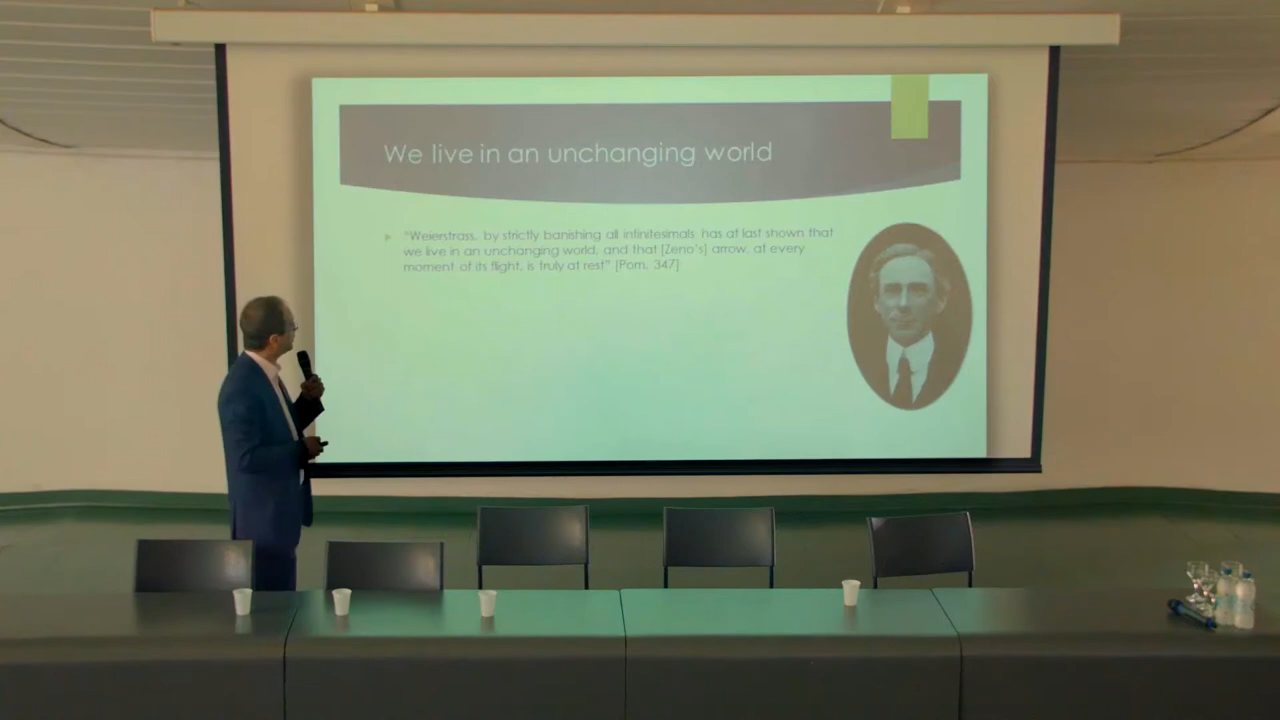 We live in an unchanging world
"Weierstrass, by strictly banishing all infinitesimals has at last shown that
we live in an unchanging world, and that [Zeno's] arrow, at every
moment of its flight, is truly at rest" [Pom, 347]